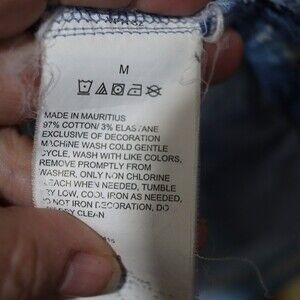 M
MADE IN MAURITIUS
97% COTTON/ 3% ELASTANE
EXCLUSIVE OF DECORATION
MACHINE WASH COLD GENTLE
CYCLE, WASH WITH LIKE COLORS,
REMOVE PROMPTLY FROM
WASHER, ONLY NON CHLORINE
BLEACH WHEN NEEDED, TUMBLE
DRY LOW, COOL IRON AS NEEDED,
DO NOT IRON DECORATION, DO
NOT DRY CLEAN